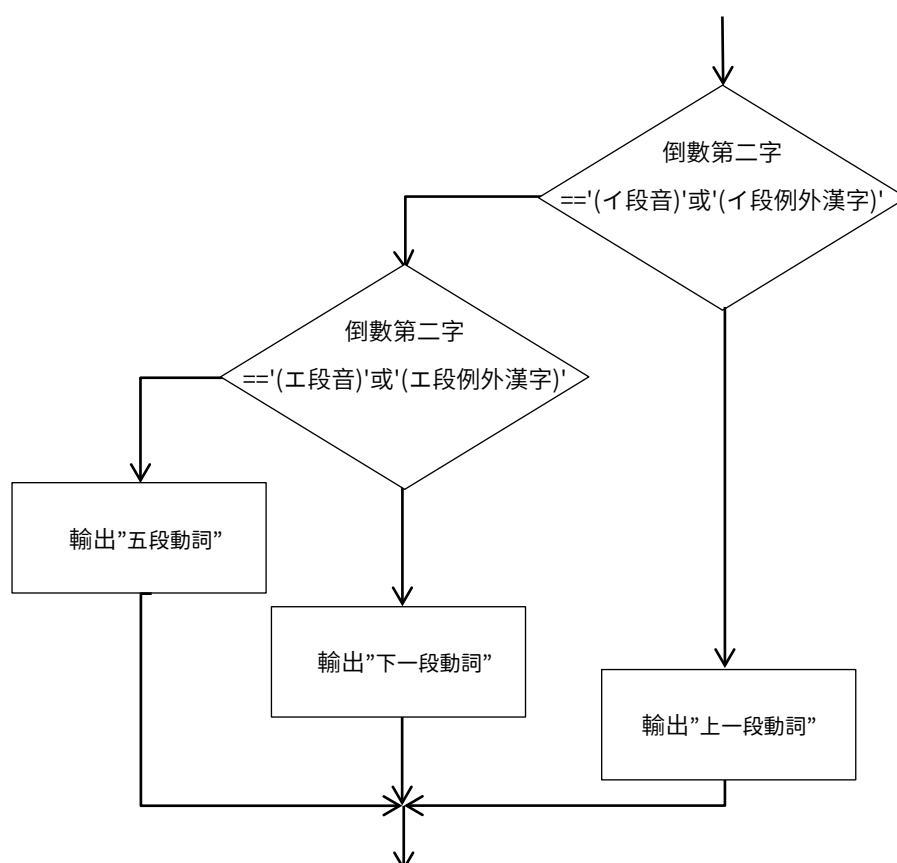 倒數第二字
=='(イ段音)'或'(イ段例外漢字)'
倒數第二字
=='(エ段音)'或'(エ段例外漢字)'
輸出”五段動詞”
輸出”下一段動詞”
輸出”上一段動詞”